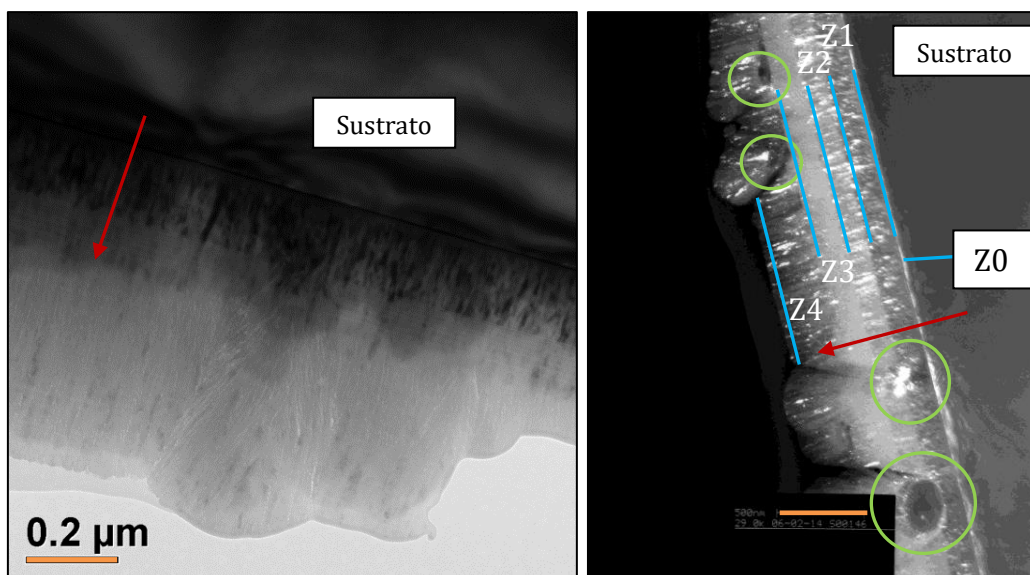 Sustrato
0.2 µm
Z1
Sustrato
Z2
Z0
Z3
Z4
500nm
29.0k 06-02-14 S00146